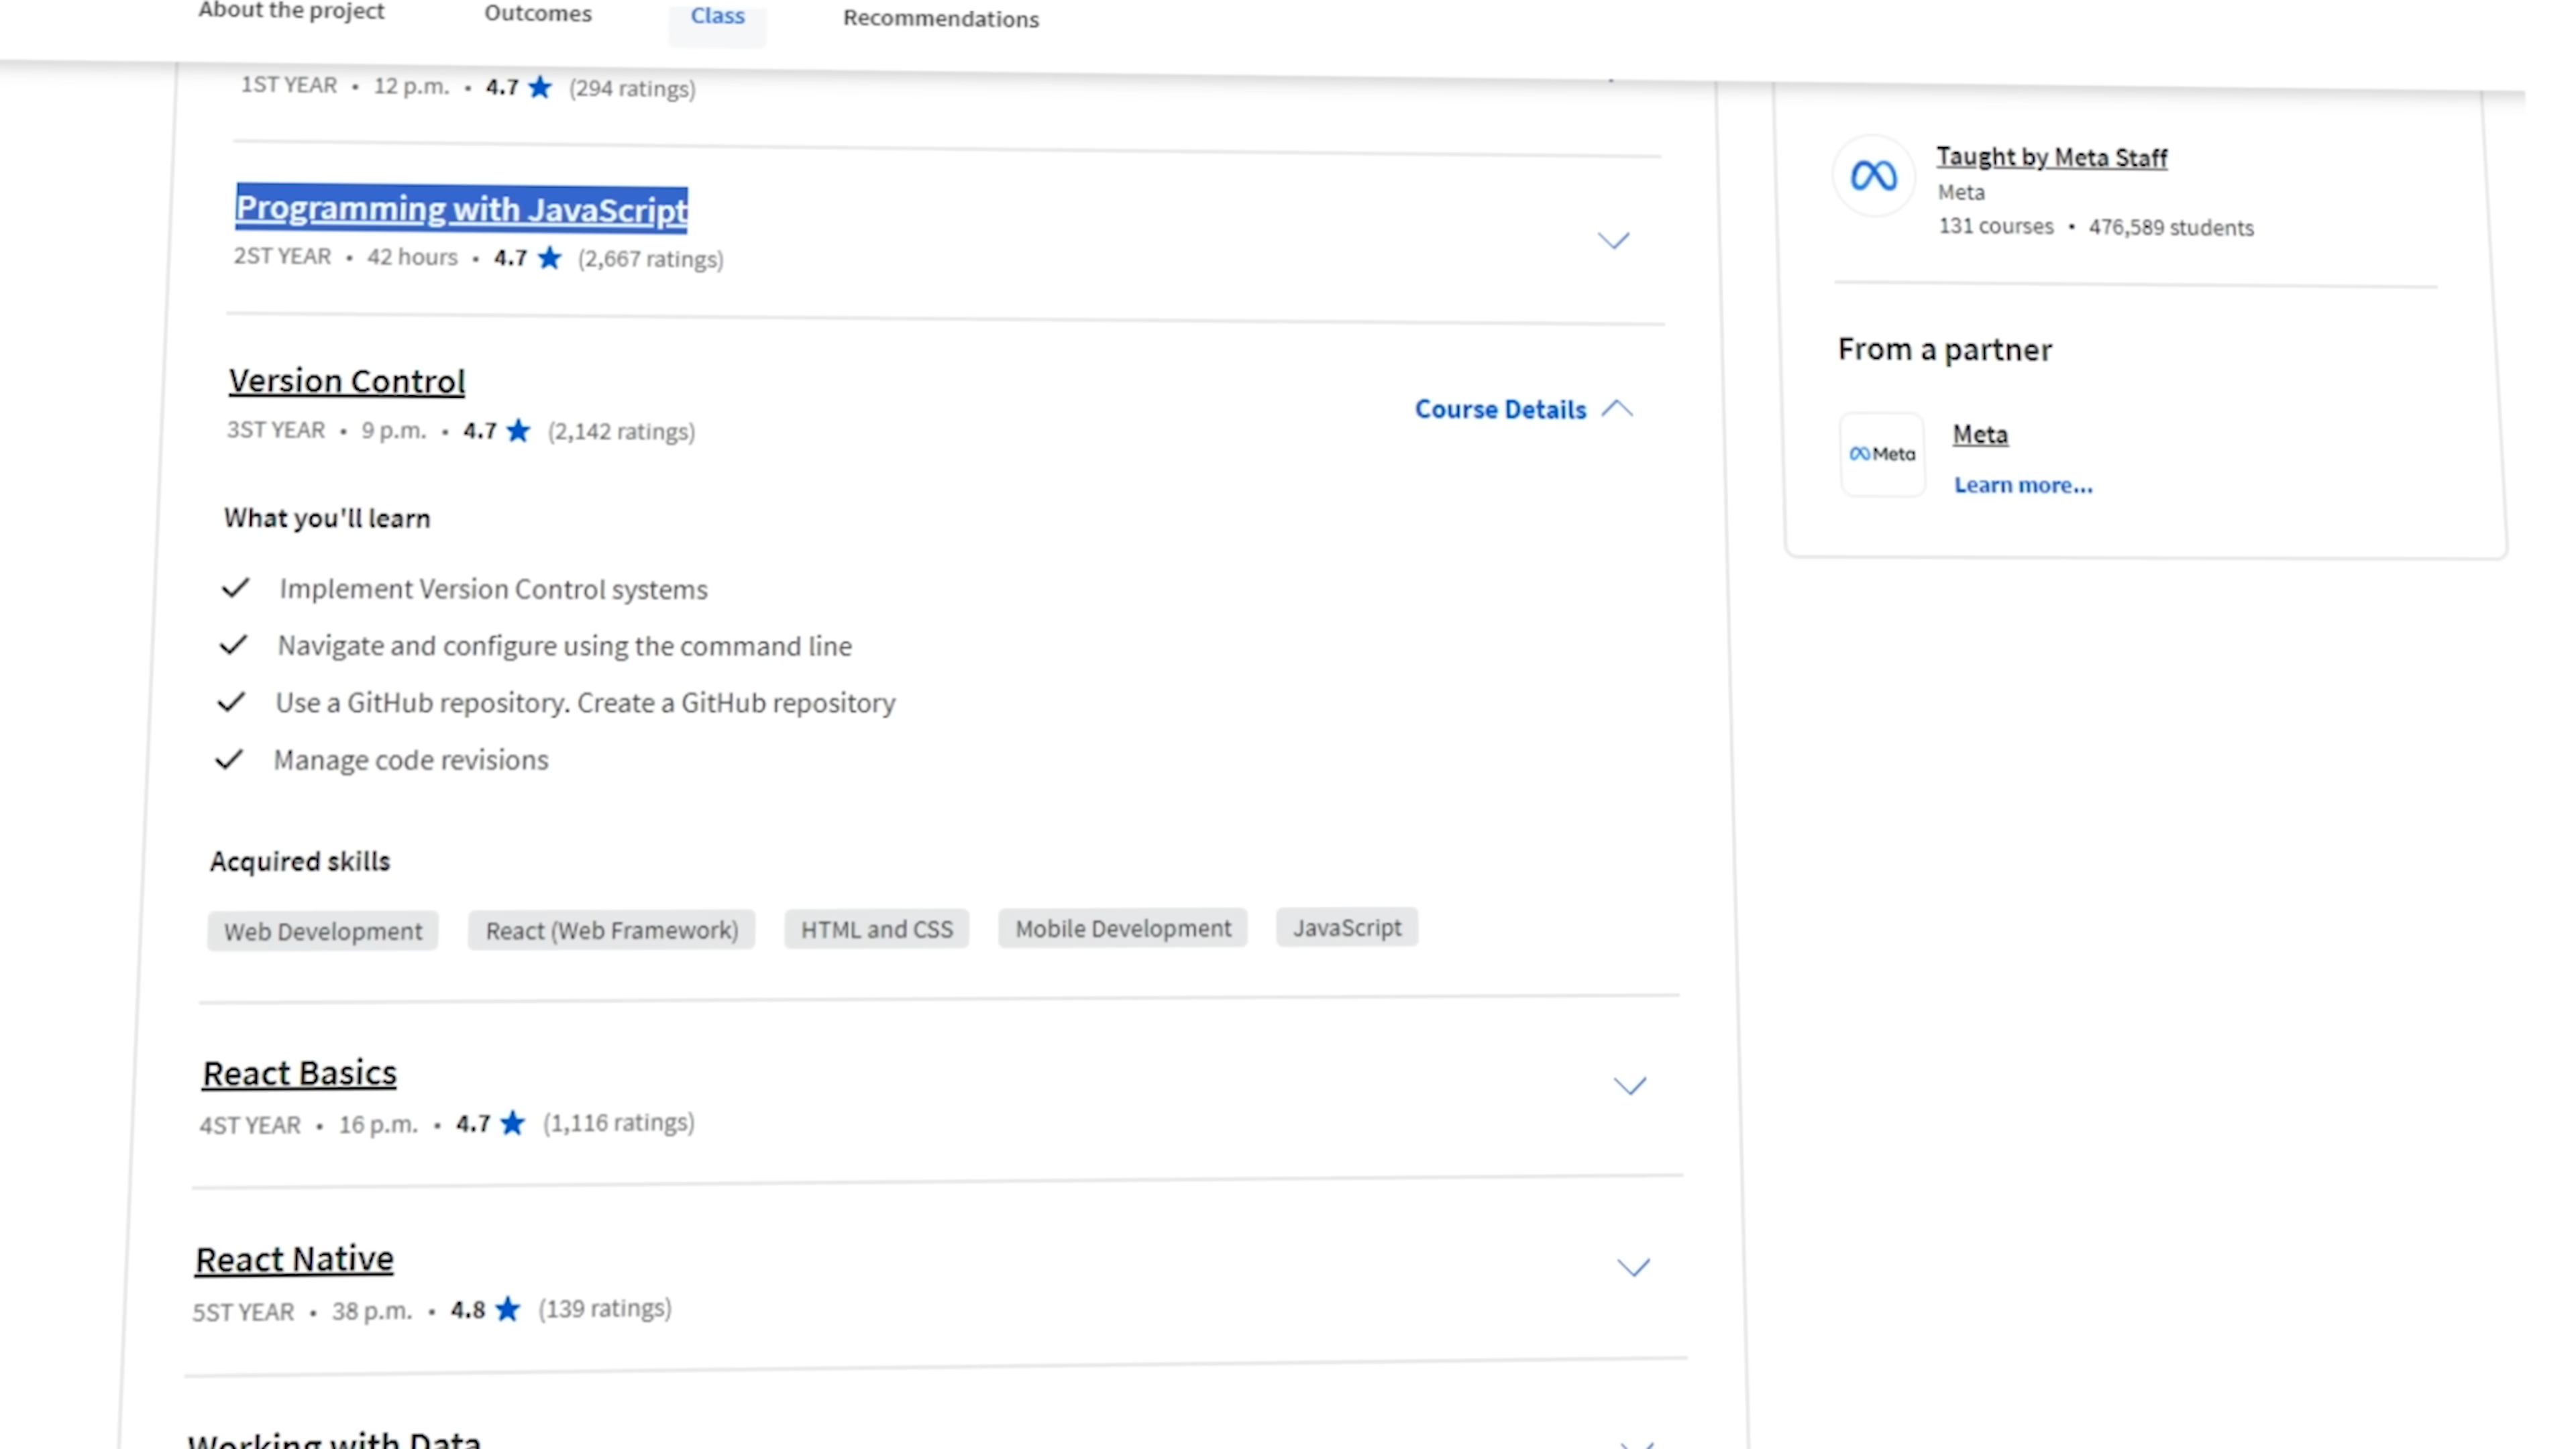 About the project Outcomes Class Recommendations
1ST YEAR • 12 p.m. • 4.7 ★ (294 ratings)
Programming with JavaScript
2ST YEAR • 42 hours • 4.7 ★ (2,667 ratings)
Version Control
3ST YEAR • 9 p.m. • 4.7 ★ (2,142 ratings)
Course Details
What you'll learn
Implement Version Control systems
Navigate and configure using the command line
Use a GitHub repository. Create a GitHub repository
Manage code revisions
Acquired skills
Web Development React (Web Framework) HTML and CSS Mobile Development JavaScript
React Basics
4ST YEAR • 16 p.m. • 4.7 ★ (1,116 ratings)
React Native
5ST YEAR • 38 p.m. • 4.8 ★ (139 ratings)
Working with Data
Taught by Meta Staff
Meta
131 courses • 476,589 students
From a partner
Meta
Meta
Learn more...